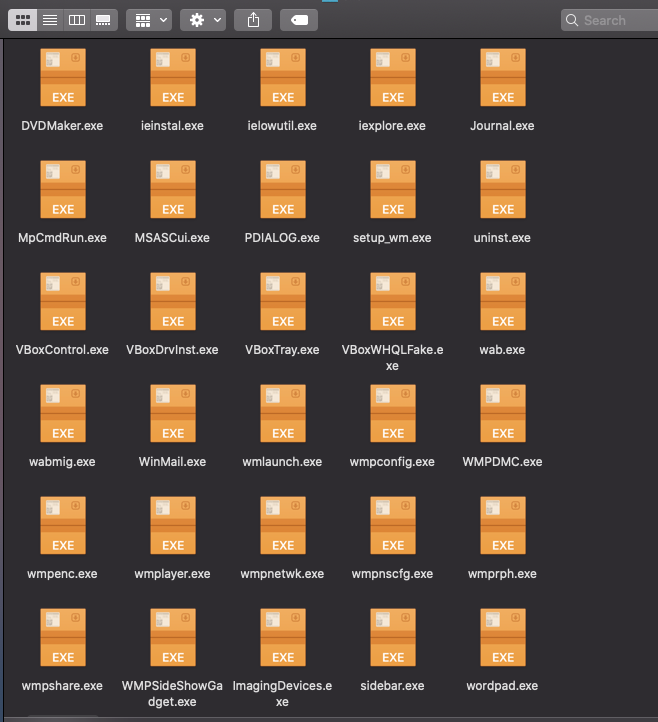 Search
EXE EXE EXE EXE EXE
DVDMaker.exe ieinstal.exe ielowutil.exe iexplore.exe Journal.exe
EXE EXE EXE EXE EXE
MpCmdRun.exe MSASCui.exe PDIALOG.exe setup_wm.exe uninst.exe
EXE EXE EXE EXE EXE
VBoxControl.exe VBoxDrvInst.exe VBoxTray.exe VBoxWHQLFake.e wab.exe
xe
EXE EXE EXE EXE EXE
wabmig.exe WinMail.exe wmlaunch.exe wmpconfig.exe WMPDMC.exe
EXE EXE EXE EXE EXE
wmpenc.exe wmplayer.exe wmpnetwk.exe wmpnscfg.exe wmprph.exe
EXE EXE EXE EXE EXE
wmpshare.exe WMPSideShowGa ImagingDevices.e sidebar.exe wordpad.exe
dget.exe xe